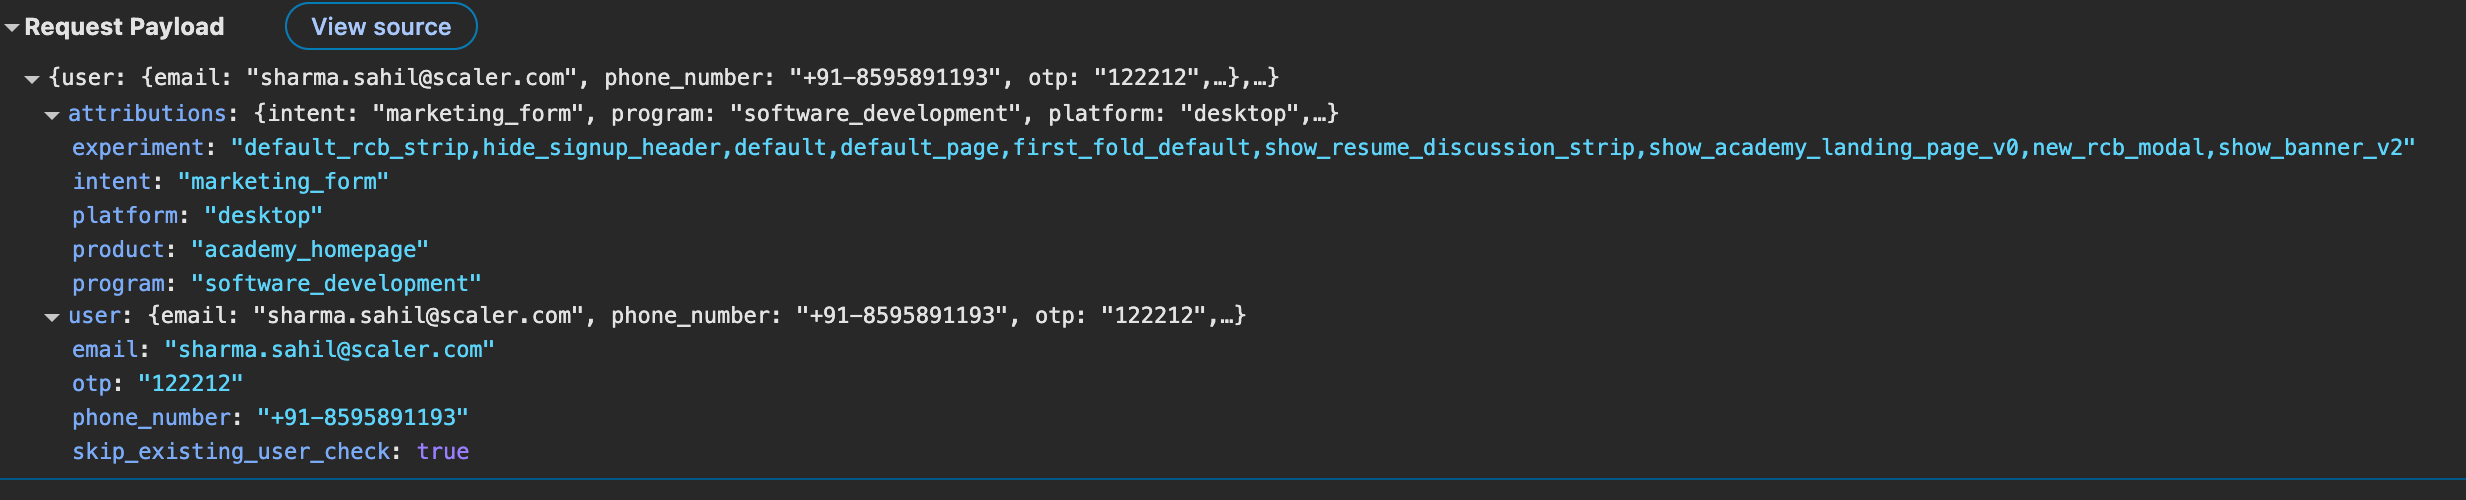 Request Payload View source
{user: {email: "sharma.sahil@scaler.com", phone_number: "+91-8595891193", otp: "122212",…},…}
attributions: {intent: "marketing_form", program: "software_development", platform: "desktop",…}
experiment: "default_rcb_strip,hide_signup_header,default,default_page,first_fold_default,show_resume_discussion_strip,show_academy_landing_page_v0,new_rcb_modal,show_banner_v2"
intent: "marketing_form"
platform: "desktop"
product: "academy_homepage"
program: "software_development"
user: {email: "sharma.sahil@scaler.com", phone_number: "+91-8595891193", otp: "122212",…}
email: "sharma.sahil@scaler.com"
otp: "122212"
phone_number: "+91-8595891193"
skip_existing_user_check: true